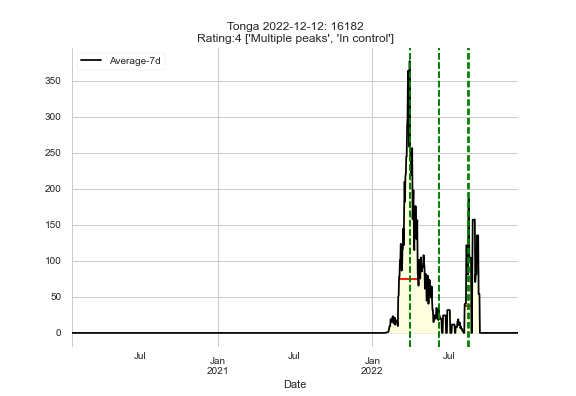 Tonga 2022-12-12: 16182
Rating:4 ['Multiple peaks', 'In control']
Average-7d
350
300
250
200
150
100
50
0
Jul
Jan
2021
Jul
Jan
2022
Jul
Date